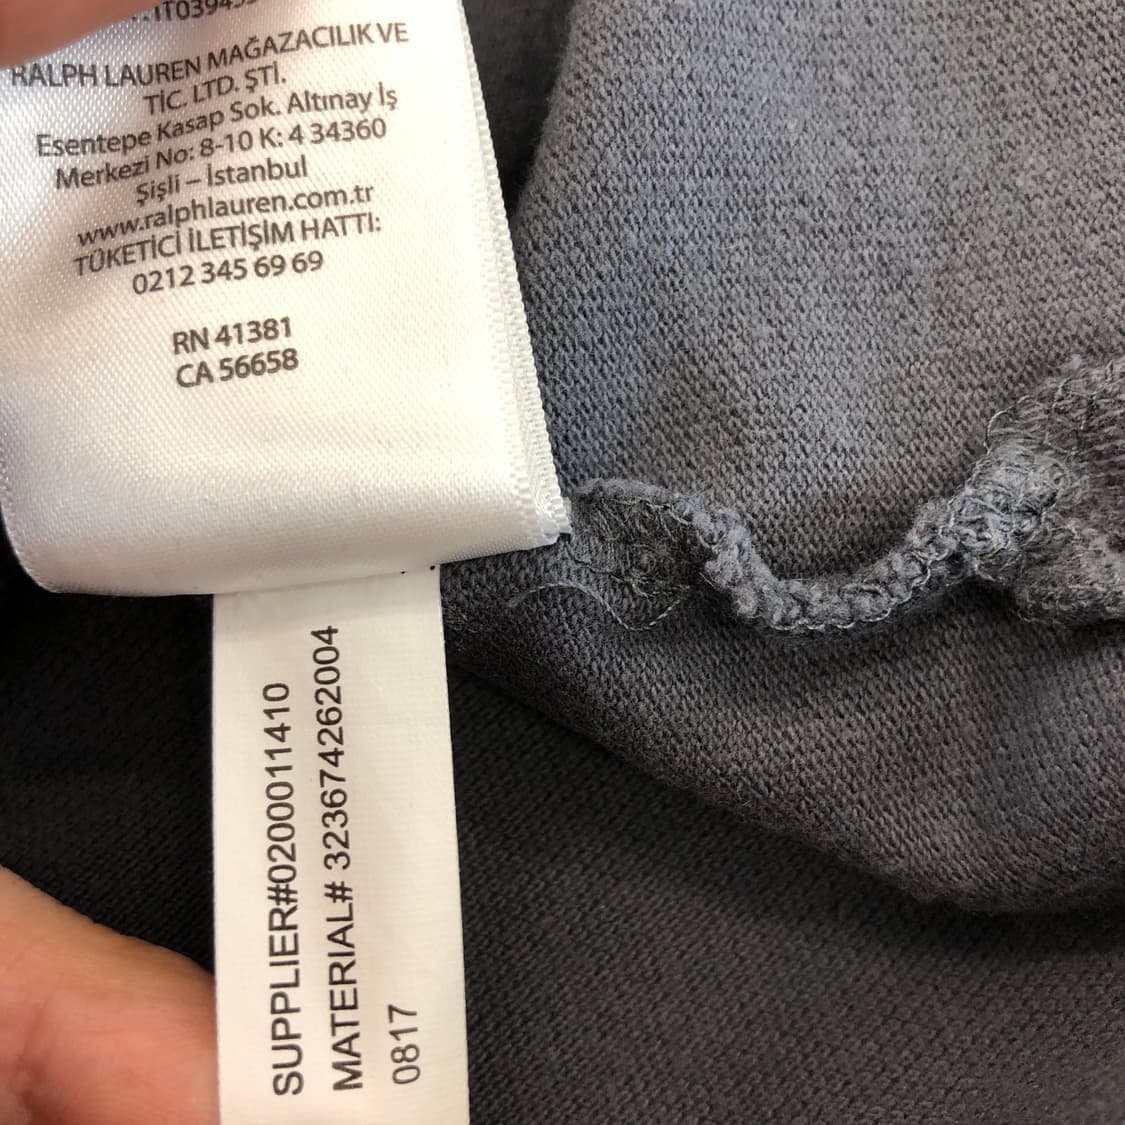 RALPH LAUREN MAĞAZACILIK VE
TİC. LTD. ŞTİ.
Esentepe Kasap Sok. Altınay İş
Merkezi No: 8-10 K: 4 34360
Şişli – İstanbul
www.ralphlauren.com.tr
TÜKETİCİ İLETİŞİM HATTI:
0212 345 69 69
RN 41381
CA 56658
SUPPLIER#0200011410
MATERIAL# 323674262004
0817